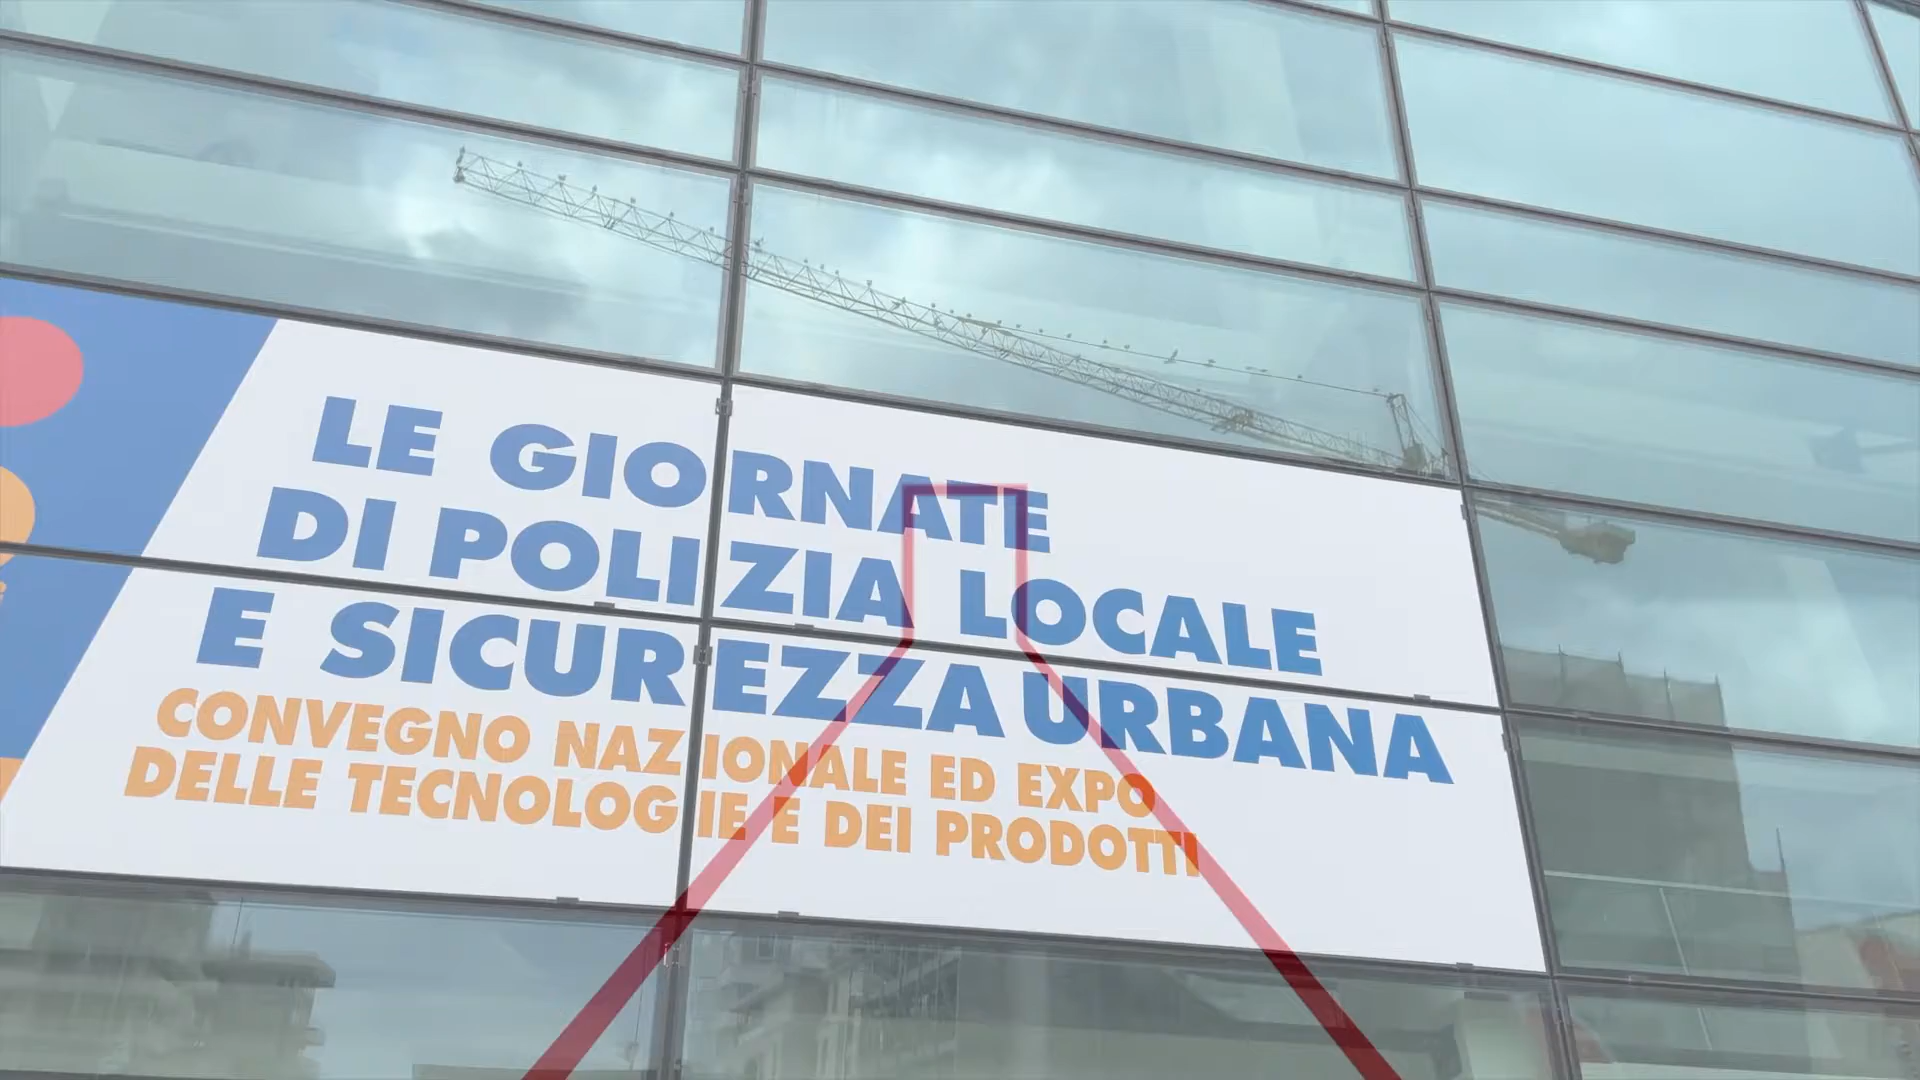 LE GIORNATE
DI POLIZIA LOCALE
E SICUREZZA URBANA
CONVEGNO NAZIONALE ED EXPO
DELLE TECNOLOGIE E DEI PRODOTTI